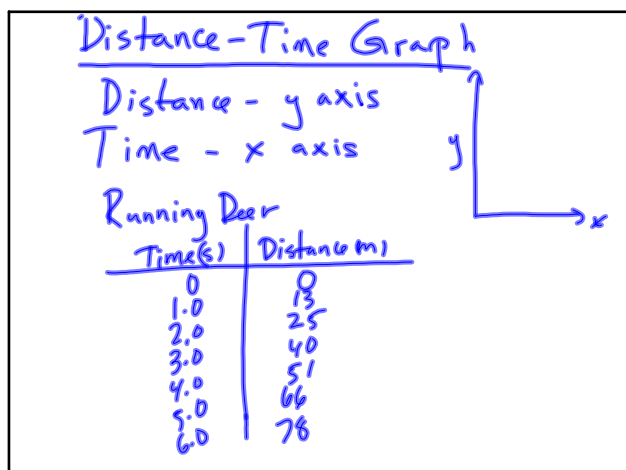 Distance-Time Graph
Distance - y axis
Time - x axis
y
x
Running Deer
Time(s) Distance(m)
0 0
1.0 13
2.0 25
3.0 40
4.0 51
5.0 66
6.0 78